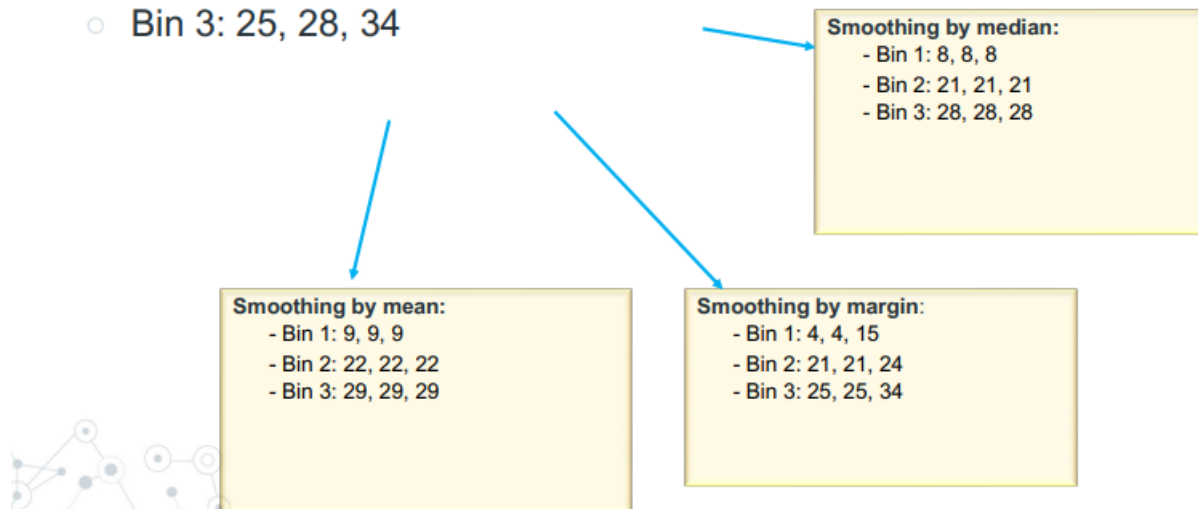 Bin 3: 25, 28, 34
Smoothing by median:
- Bin 1: 8, 8, 8
- Bin 2: 21, 21, 21
- Bin 3: 28, 28, 28
Smoothing by mean:
- Bin 1: 9, 9, 9
- Bin 2: 22, 22, 22
- Bin 3: 29, 29, 29
Smoothing by margin:
- Bin 1: 4, 4, 15
- Bin 2: 21, 21, 24
- Bin 3: 25, 25, 34